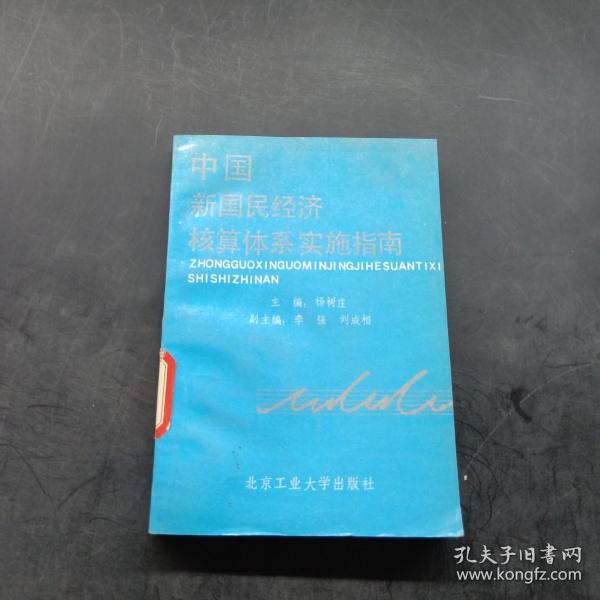 中国
新国民经济
核算体系实施指南
ZHONGGUOXINGUOMINJINGJIHESUANTIXI
SHISHIZHINAN
主 编：杨树庄
副主编：李 强 刘成相
北京工业大学出版社
孔夫子旧书网
www.kongfz.com